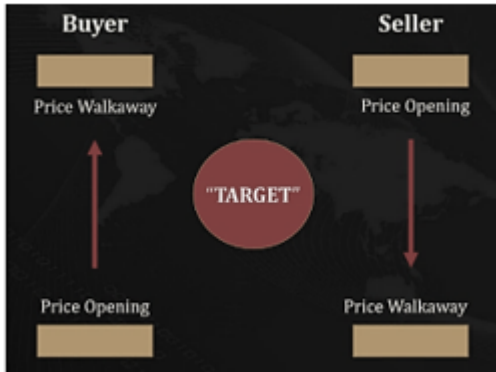 Buyer
Seller
Price Walkaway
Price Opening
"TARGET"
Price Opening
Price Walkaway